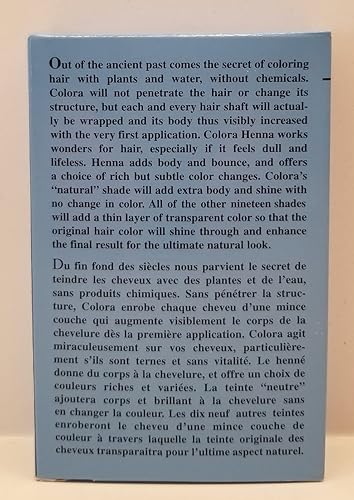 Out of the ancient past comes the secret of coloring
hair with plants and water, without chemicals.
Colora will not penetrate the hair or change its
structure, but each and every hair shaft will actual-
ly be wrapped and its body thus visibly increased
with the very first application. Colora Henna works
wonders for hair, especially if it feels dull and
lifeless. Henna adds body and bounce, and offers
a choice of rich but subtle color changes. Colora's
"natural" shade will add extra body and shine with
no change in color. All of the other nineteen shades
will add a thin layer of transparent color so that the
original hair color will shine through and enhance
the final result for the ultimate natural look.
Du fin fond des siècles nous parvient le secret de
teindre les cheveux avec des plantes et de l'eau,
sans produits chimiques. Sans pénétrer la struc-
ture, Colora enrobe chaque cheveu d'une mince
couche qui augmente visiblement le corps de la
chevelure dès la première application. Colora agit
miraculeusement sur vos cheveux, particulière-
ment s'ils sont ternes et sans vitalité. Le henné
donne du corps à la chevelure, et offre un choix de
couleurs riches et variées. La teinte "neutre"
ajoutera corps et brillant à la chevelure sans
en changer la couleur. Les dix neuf autres teintes
enroberont le cheveu d'une mince couche de
couleur à travers laquelle la teinte originale des
cheveux transparaitra pour l'ultime aspect naturel.